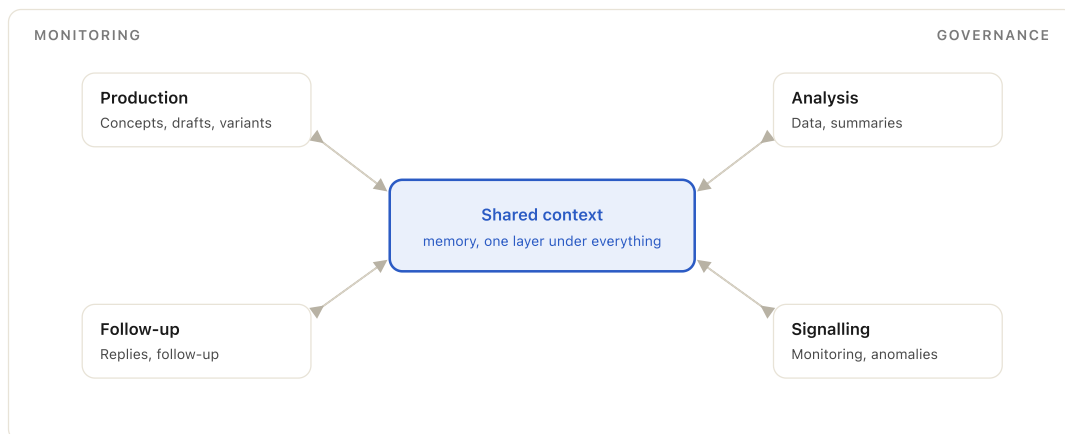 MONITORING
GOVERNANCE
Production
Concepts, drafts, variants
Analysis
Data, summaries
Shared context
memory, one layer under everything
Follow-up
Replies, follow-up
Signalling
Monitoring, anomalies